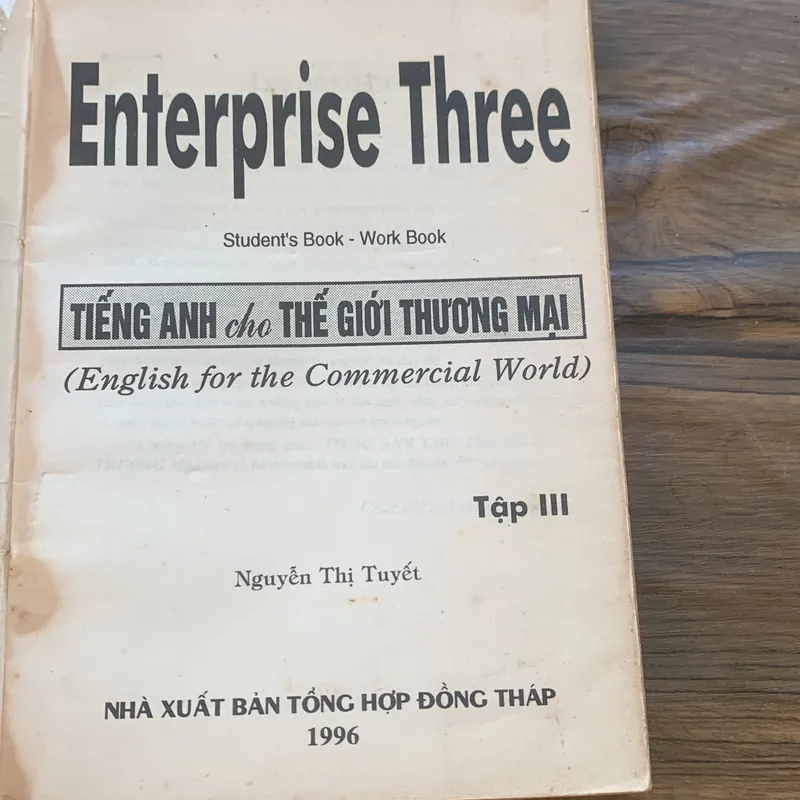 Enterprise Three
Student's Book - Work Book
TIẾNG ANH cho THẾ GIỚI THƯƠNG MẠI
(English for the Commercial World)
Tập III
Nguyễn Thị Tuyết
NHÀ XUẤT BẢN TỔNG HỢP ĐỒNG THÁP
1996